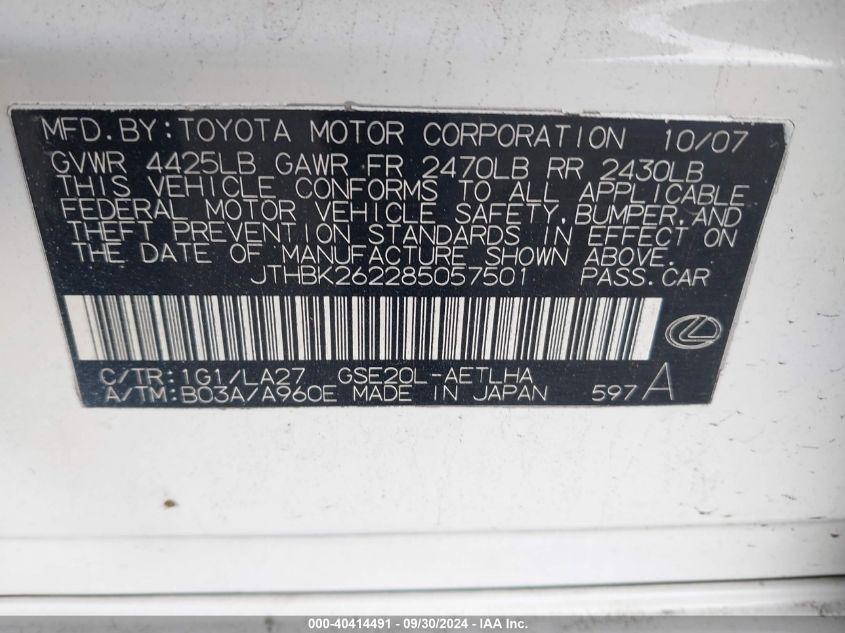 MFD. BY: TOYOTA MOTOR CORPORATION 10/07
GVWR 4425LB GAWR FR 2470LB RR 2430LB
THIS VEHICLE CONFORMS TO ALL APPLICABLE
FEDERAL MOTOR VEHICLE SAFETY, BUMPER, AND
THEFT PREVENTION STANDARDS IN EFFECT ON
THE DATE OF MANUFACTURE SHOWN ABOVE.
JTHBK262285057501 PASS. CAR
C/TR: 1G1/LA27 GSE20L-AETLHA
A/TM: B03A/A960E MADE IN JAPAN 597 A
000-40414491 - 09/30/2024 - IAA Inc.